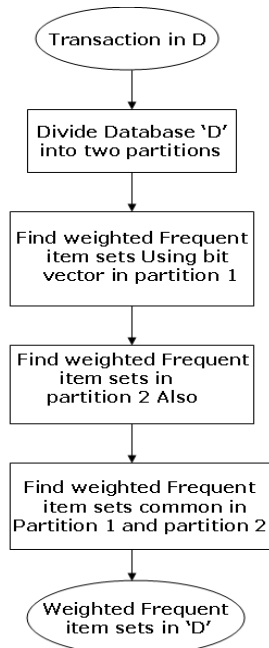 Transaction in D
Divide Database ‘D’
into two partitions
Find weighted Frequent
item sets Using bit
vector in partition 1
Find weighted Frequent
item sets in
partition 2 Also
Find weighted Frequent
item sets common in
Partition 1 and partition 2
Weighted Frequent
item sets in ‘D’